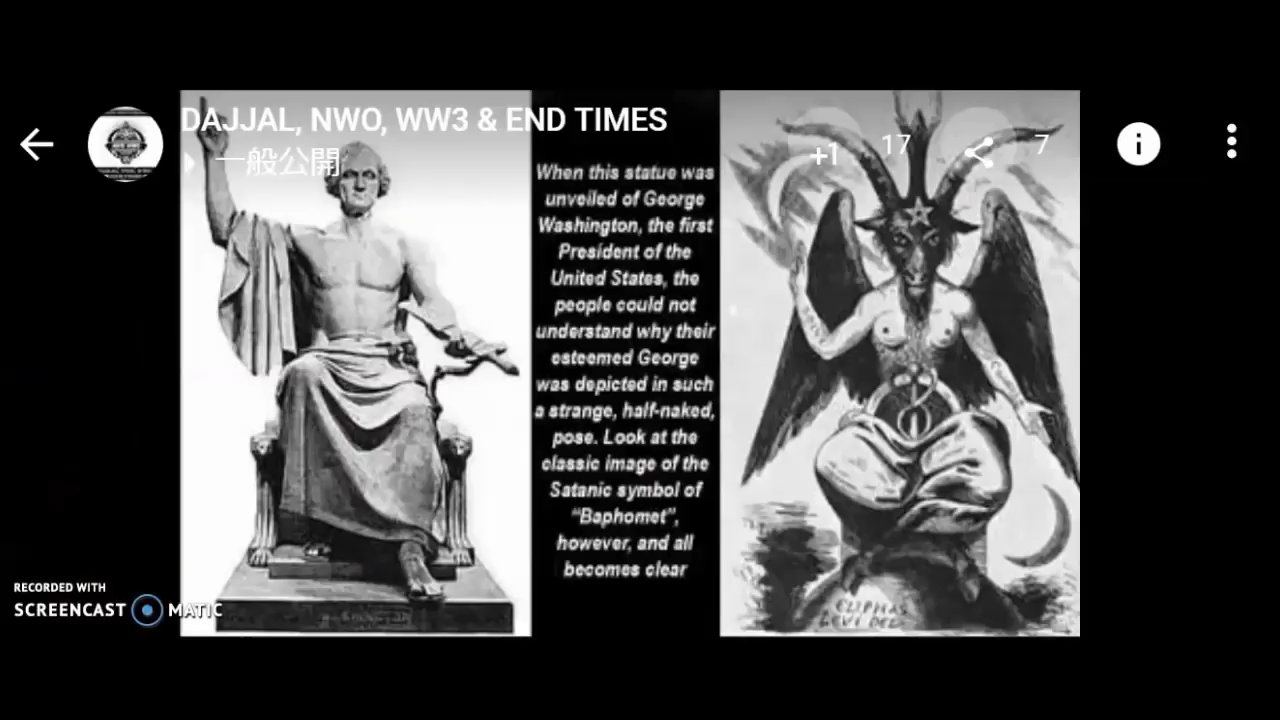 DAJJAL, NWO, WW3 & END TIMES
一般公開
+1
17
7
When this statue was
unveiled of George
Washington, the first
President of the
United States, the
people could not
understand why their
esteemed George
was depicted in such
a strange, half-naked,
pose. Look at the
classic image of the
Satanic symbol of
"Baphomet",
however, and all
becomes clear
ELIPHAS
LEVI DEL
RECORDED WITH
SCREENCAST MATIC